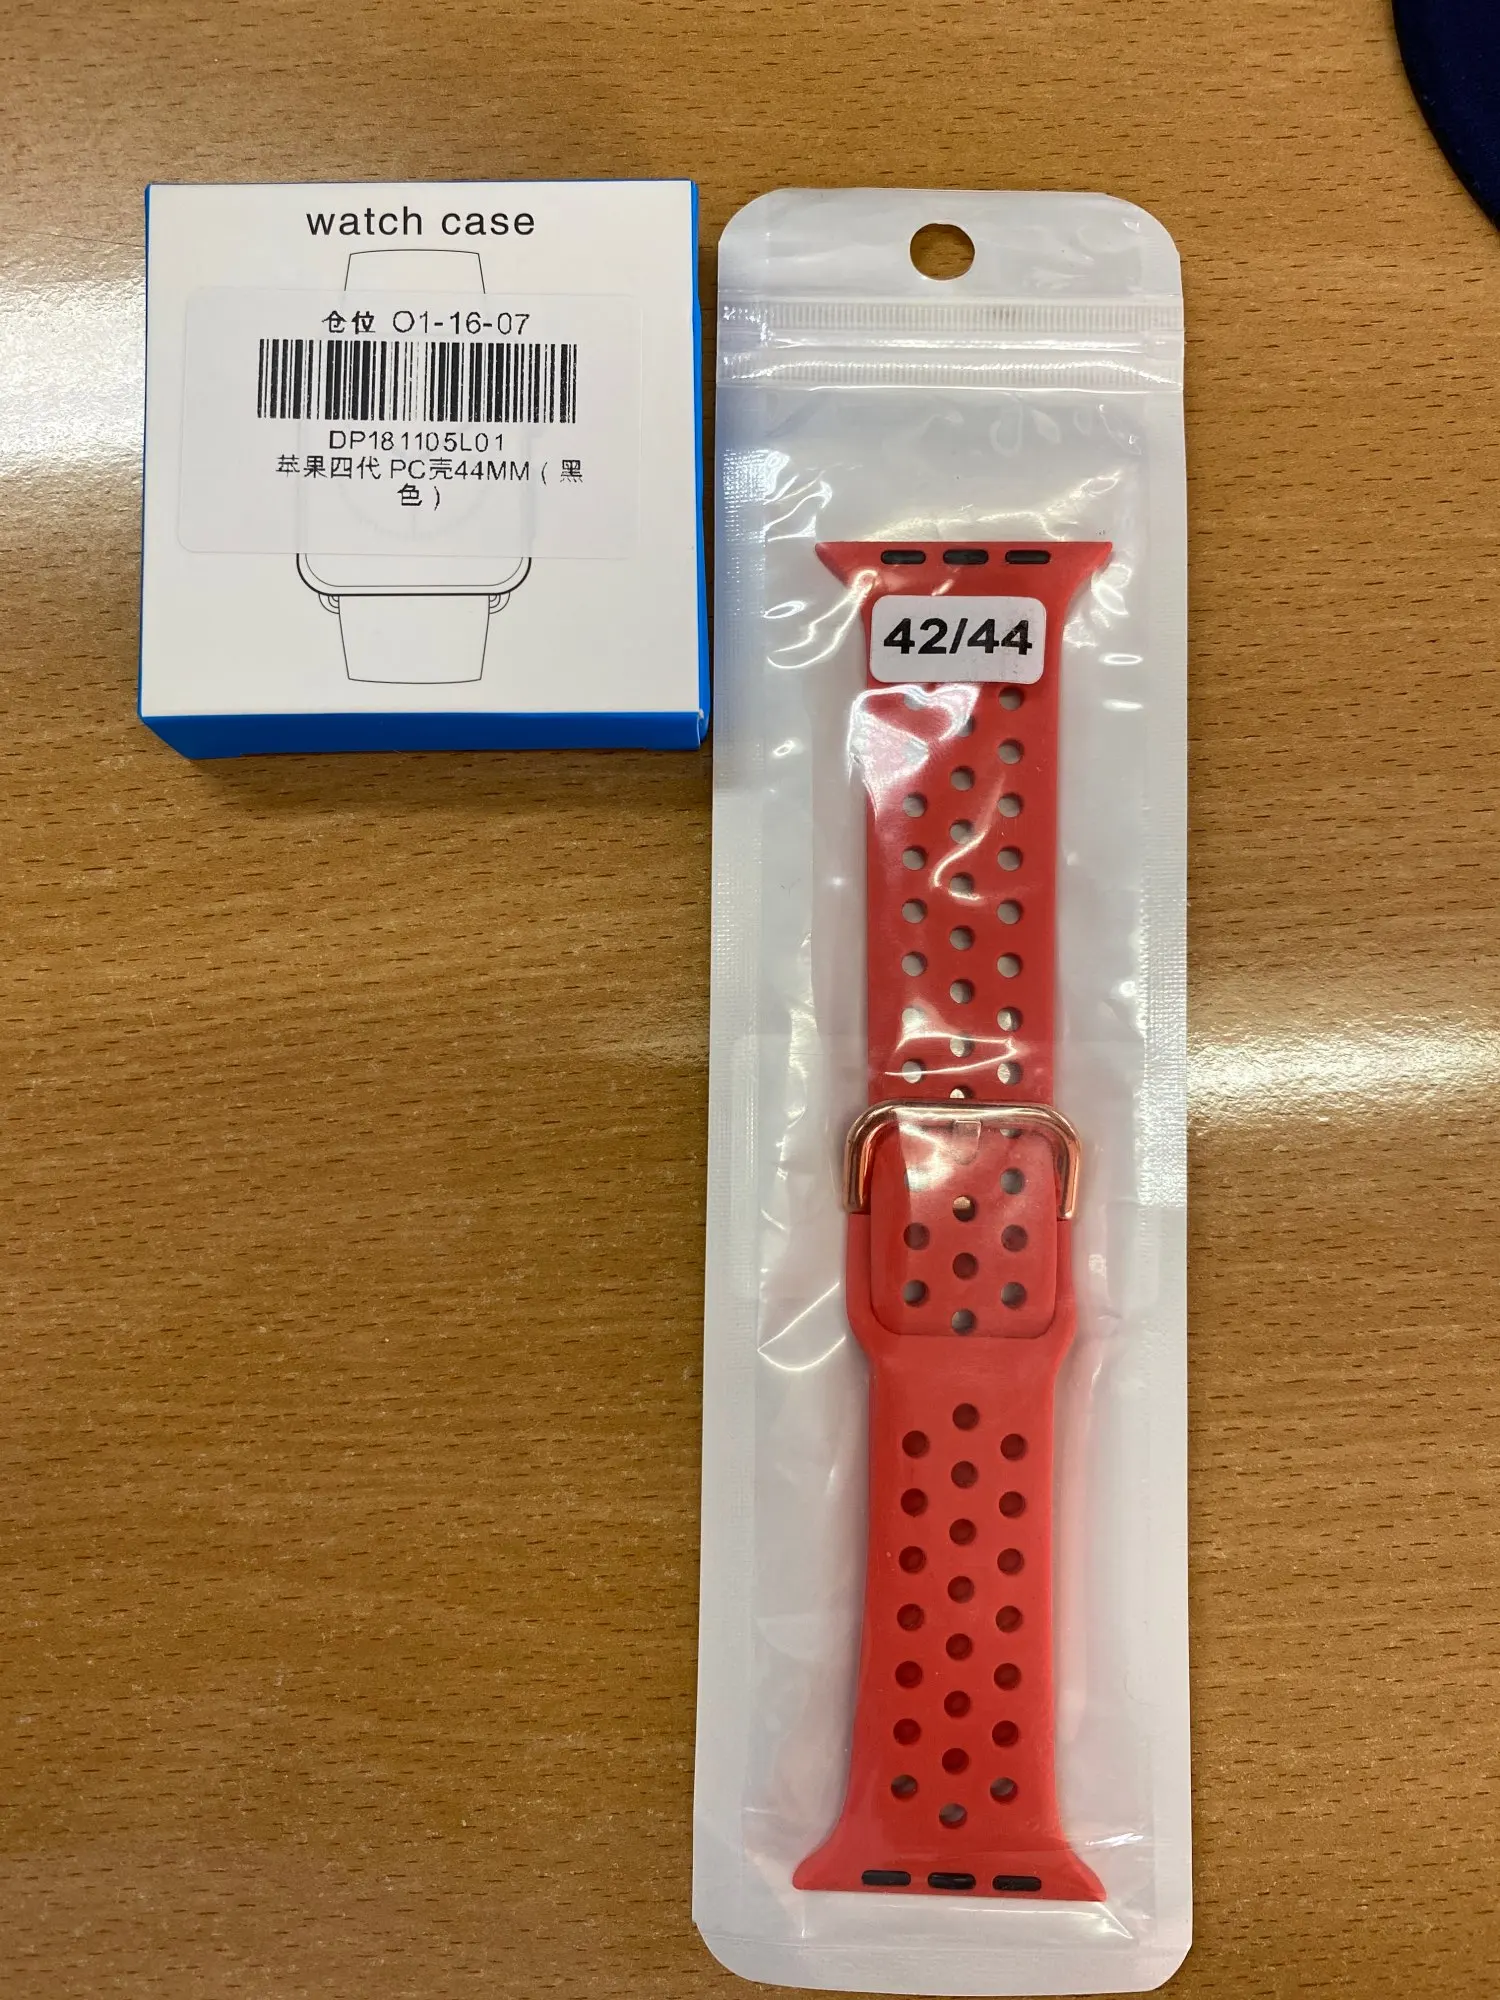 watch case
仓位 O1-16-07
DP181105L01
苹果四代 PC壳44MM（黑
色）
42/44